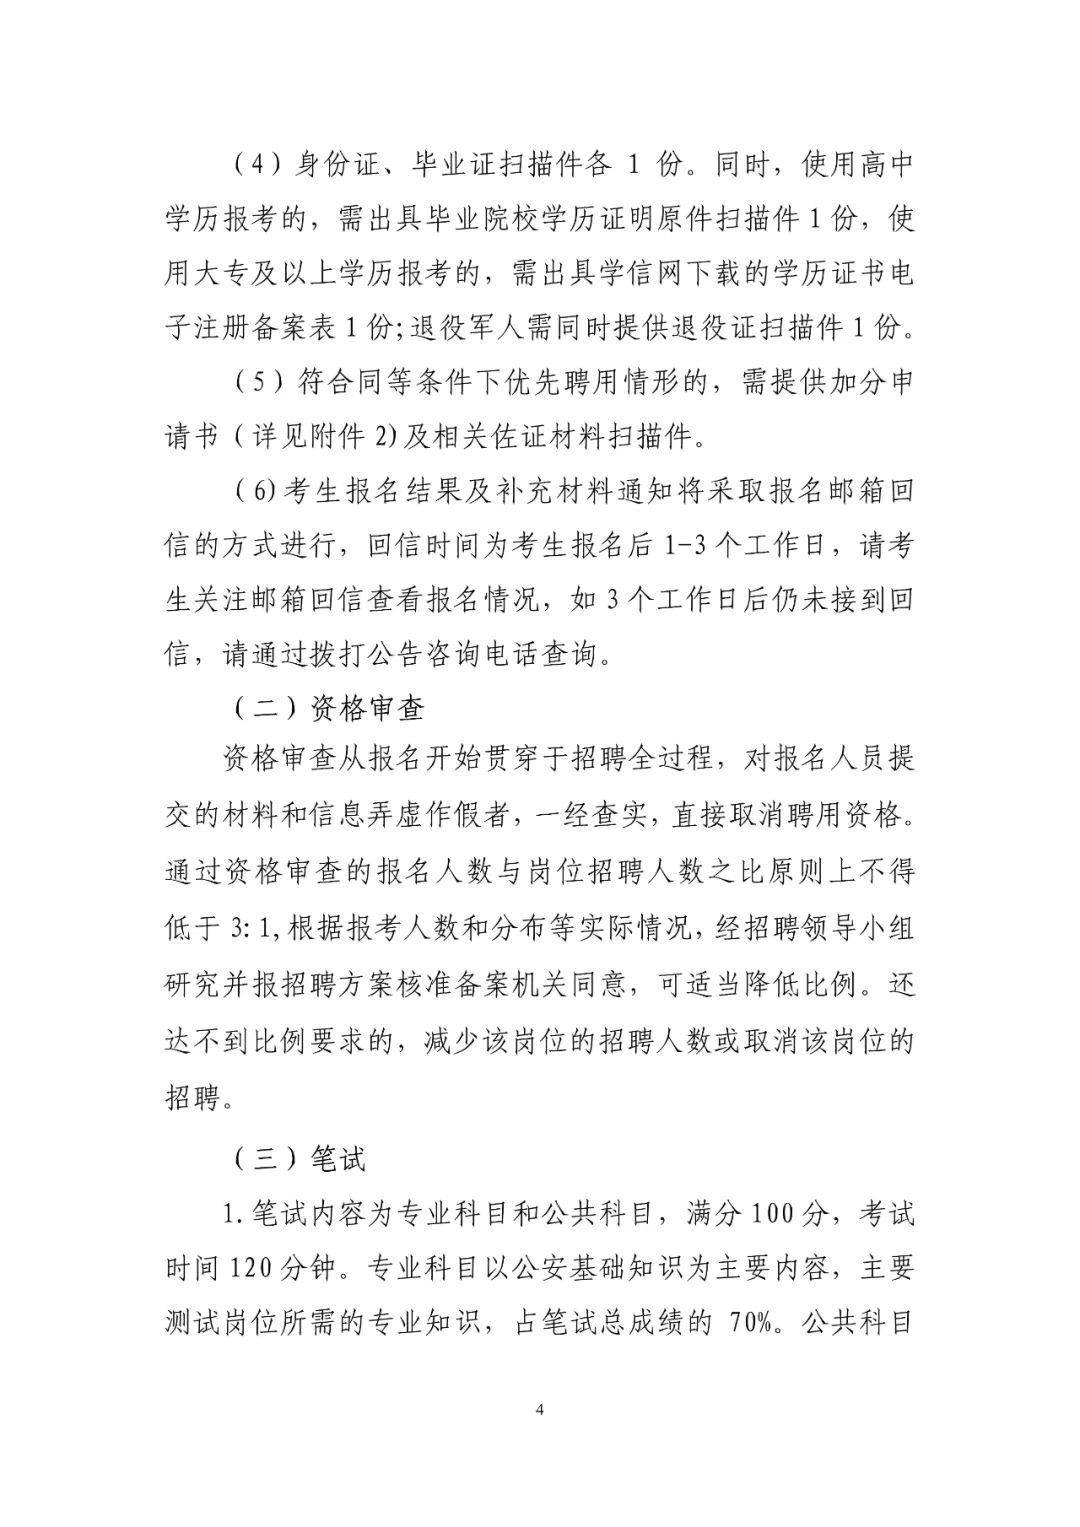 （4）身份证、毕业证扫描件各 1 份。同时，使用高中
学历报考的，需出具毕业院校学历证明原件扫描件 1 份，使
用大专及以上学历报考的，需出具学信网下载的学历证书电
子注册备案表 1 份;退役军人需同时提供退役证扫描件 1 份。
（5）符合同等条件下优先聘用情形的，需提供加分申
请书（详见附件 2)及相关佐证材料扫描件。
（6)考生报名结果及补充材料通知将采取报名邮箱回
信的方式进行，回信时间为考生报名后 1-3 个工作日，请考
生关注邮箱回信查看报名情况，如 3 个工作日后仍未接到回
信，请通过拨打公告咨询电话查询。
（二）资格审查
资格审查从报名开始贯穿于招聘全过程，对报名人员提
交的材料和信息弄虚作假者，一经查实，直接取消聘用资格。
通过资格审查的报名人数与岗位招聘人数之比原则上不得
低于 3:1,根据报考人数和分布等实际情况，经招聘领导小组
研究并报招聘方案核准备案机关同意，可适当降低比例。还
达不到比例要求的，减少该岗位的招聘人数或取消该岗位的
招聘。
（三）笔试
1.笔试内容为专业科目和公共科目，满分 100 分，考试
时间 120 分钟。专业科目以公安基础知识为主要内容，主要
测试岗位所需的专业知识，占笔试总成绩的 70%。公共科目
4